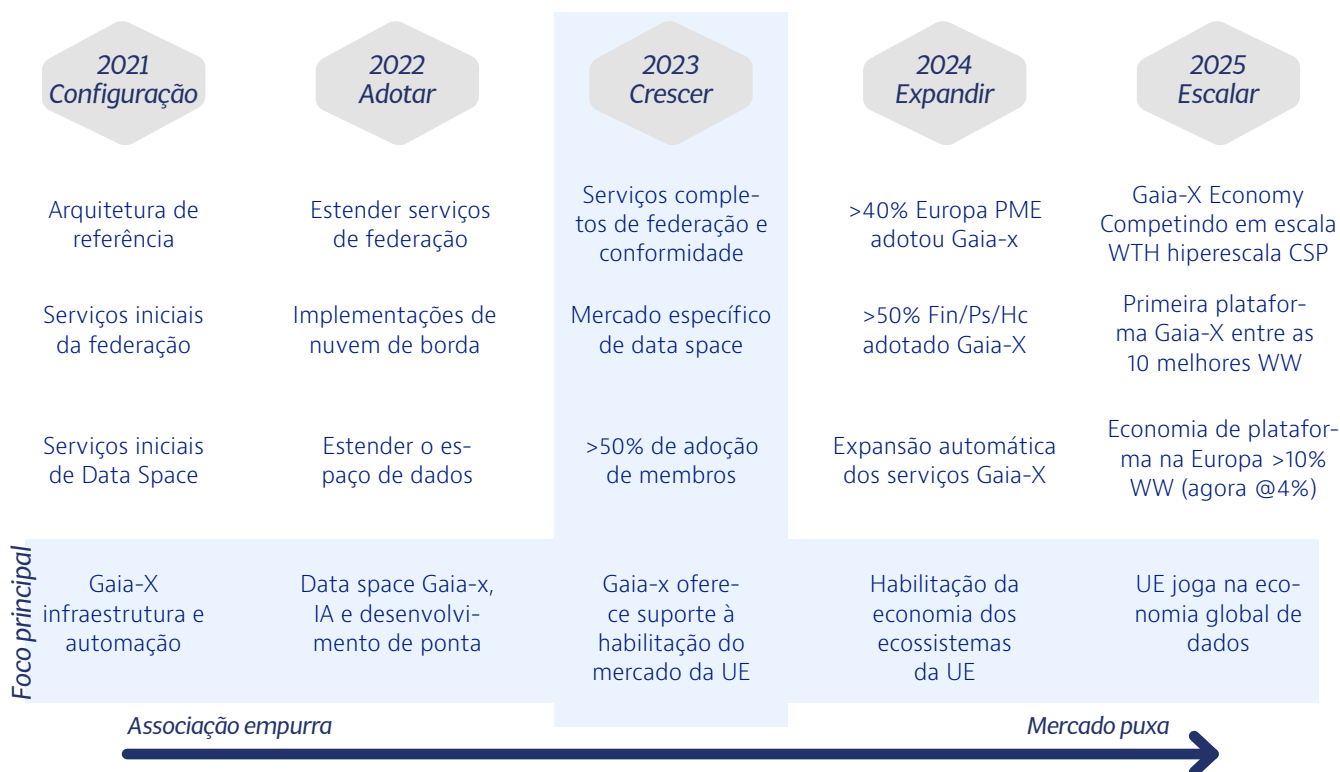 2021
Configuração
2022
Adotar
2023
Crescer
2024
Expandir
2025
Escalar
Arquitetura de
referência
Estender serviços
de federação
Serviços comple-
tos de federação e
conformidade
>40% Europa PME
adotou Gaia-x
Gaia-X Economy
Competindo em escala
WTH hiperescala CSP
Serviços iniciais
da federação
Implementações de
nuvem de borda
Mercado específico
de data space
>50% Fin/Ps/Hc
adotado Gaia-X
Primeira platafor-
ma Gaia-X entre as
10 melhores WW
Serviços iniciais
de Data Space
Estender o es-
paço de dados
>50% de adoção
de membros
Expansão automática
dos serviços Gaia-X
Economia de platafor-
ma na Europa >10%
WW (agora @4%)
Foco principal
Gaia-X
infraestrutura e
automação
Data space Gaia-x,
IA e desenvolvi-
mento de ponta
Gaia-x ofere-
ce suporte à
habilitação do
mercado da UE
Habilitação da
economia dos
ecossistemas
da UE
UE joga na eco-
nomia global de
dados
Associação empurra
Mercado puxa